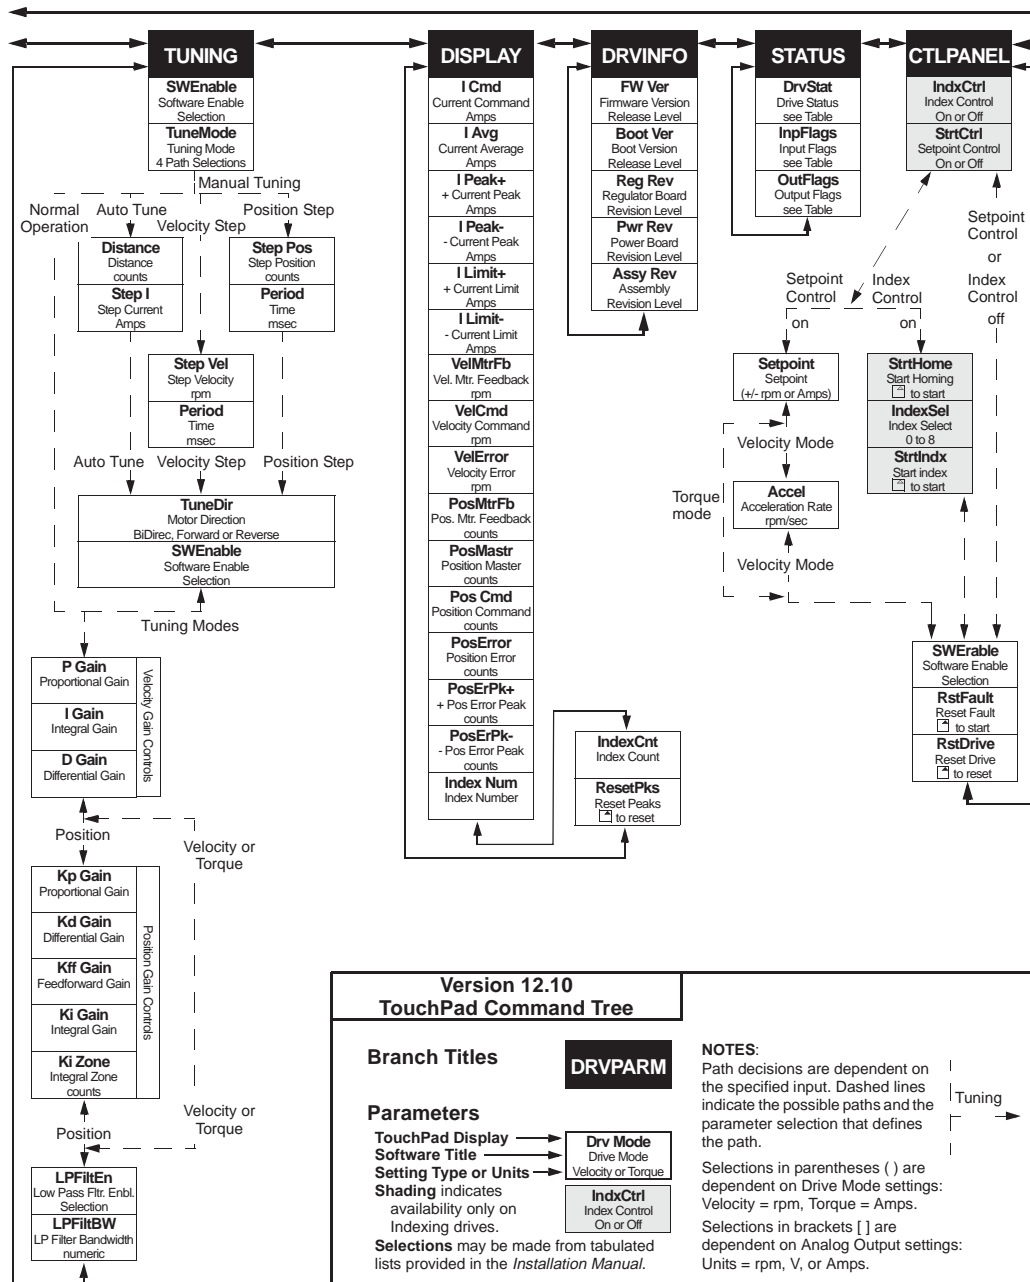 TUNING
SWEnable
Software Enable
Selection
TuneMode
Tuning Mode
4 Path Selections
Manual Tuning
Normal
Operation
Auto Tune
Velocity Step
Position Step
Distance
Distance
counts
Step I
Step Current
Amps
Step Pos
Step Position
counts
Period
Time
msec
Step Vel
Step Velocity
rpm
Period
Time
msec
Auto Tune
Velocity Step
Position Step
TuneDir
Motor Direction
BiDirec, Forward or Reverse
SWEnable
Software Enable
Selection
Tuning Modes
P Gain
Proportional Gain
I Gain
Integral Gain
D Gain
Differential Gain
Velocity Gain Controls
Position
Velocity or
Torque
Kp Gain
Proportional Gain
Kd Gain
Differential Gain
Kff Gain
Feedforward Gain
Ki Gain
Integral Gain
Ki Zone
Integral Zone
counts
Position Gain Controls
Position
Velocity or
Torque
LPFiltEn
Low Pass Fltr. Enbl.
Selection
LPFiltBW
LP Filter Bandwidth
numeric
DISPLAY
I Cmd
Current Command
Amps
I Avg
Current Average
Amps
I Peak+
+ Current Peak
Amps
I Peak-
- Current Peak
Amps
I Limit+
+ Current Limit
Amps
I Limit-
- Current Limit
Amps
VelMtrFb
Vel. Mtr. Feedback
rpm
VelCmd
Velocity Command
rpm
VelError
Velocity Error
rpm
PosMtrFb
Pos. Mtr. Feedback
counts
PosMastr
Position Master
counts
Pos Cmd
Position Command
counts
PosError
Position Error
counts
PosErPk+
+ Pos Error Peak
counts
PosErPk-
- Pos Error Peak
counts
Index Num
Index Number
IndexCnt
Index Count
ResetPks
Reset Peaks
to reset
DRVINFO
FW Ver
Firmware Version
Release Level
Boot Ver
Boot Version
Release Level
Reg Rev
Regulator Board
Revision Level
Pwr Rev
Power Board
Revision Level
Assy Rev
Assembly
Revision Level
STATUS
DrvStat
Drive Status
see Table
InpFlags
Input Flags
see Table
OutFlags
Output Flags
see Table
CTLPANEL
IndxCtrl
Index Control
On or Off
StrtCtrl
Setpoint Control
On or Off
Setpoint
Control
or
Index
Control
off
Setpoint
Control
on
Index
Control
on
Setpoint
Setpoint
(+/- rpm or Amps)
Velocity Mode
Torque
mode
Accel
Acceleration Rate
rpm/sec
Velocity Mode
StrtHome
Start Homing
to start
IndexSel
Index Select
0 to 8
StrtIndx
Start index
to start
SWErable
Software Enable
Selection
RstFault
Reset Fault
to start
RstDrive
Reset Drive
to reset
Version 12.10
TouchPad Command Tree
Branch Titles
DRVPARM
Parameters
TouchPad Display
Software Title
Setting Type or Units
Drv Mode
Drive Mode
Velocity or Torque
Shading indicates
availability only on
Indexing drives.
IndxCtrl
Index Control
On or Off
Selections may be made from tabulated
lists provided in the Installation Manual.
NOTES:
Path decisions are dependent on
the specified input. Dashed lines
indicate the possible paths and the
parameter selection that defines
the path.
Tuning
Selections in parentheses ( ) are
dependent on Drive Mode settings:
Velocity = rpm, Torque = Amps.
Selections in brackets [ ] are
dependent on Analog Output settings:
Units = rpm, V, or Amps.